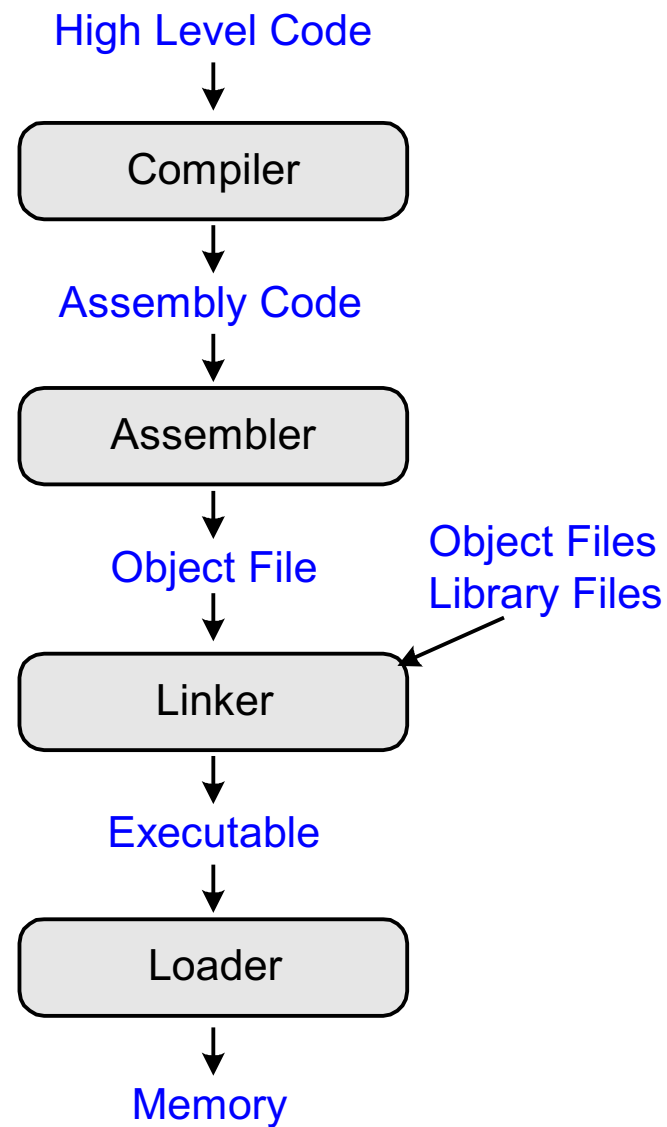 High Level Code
Compiler
Assembly Code
Assembler
Object File
Object Files
Library Files
Linker
Executable
Loader
Memory